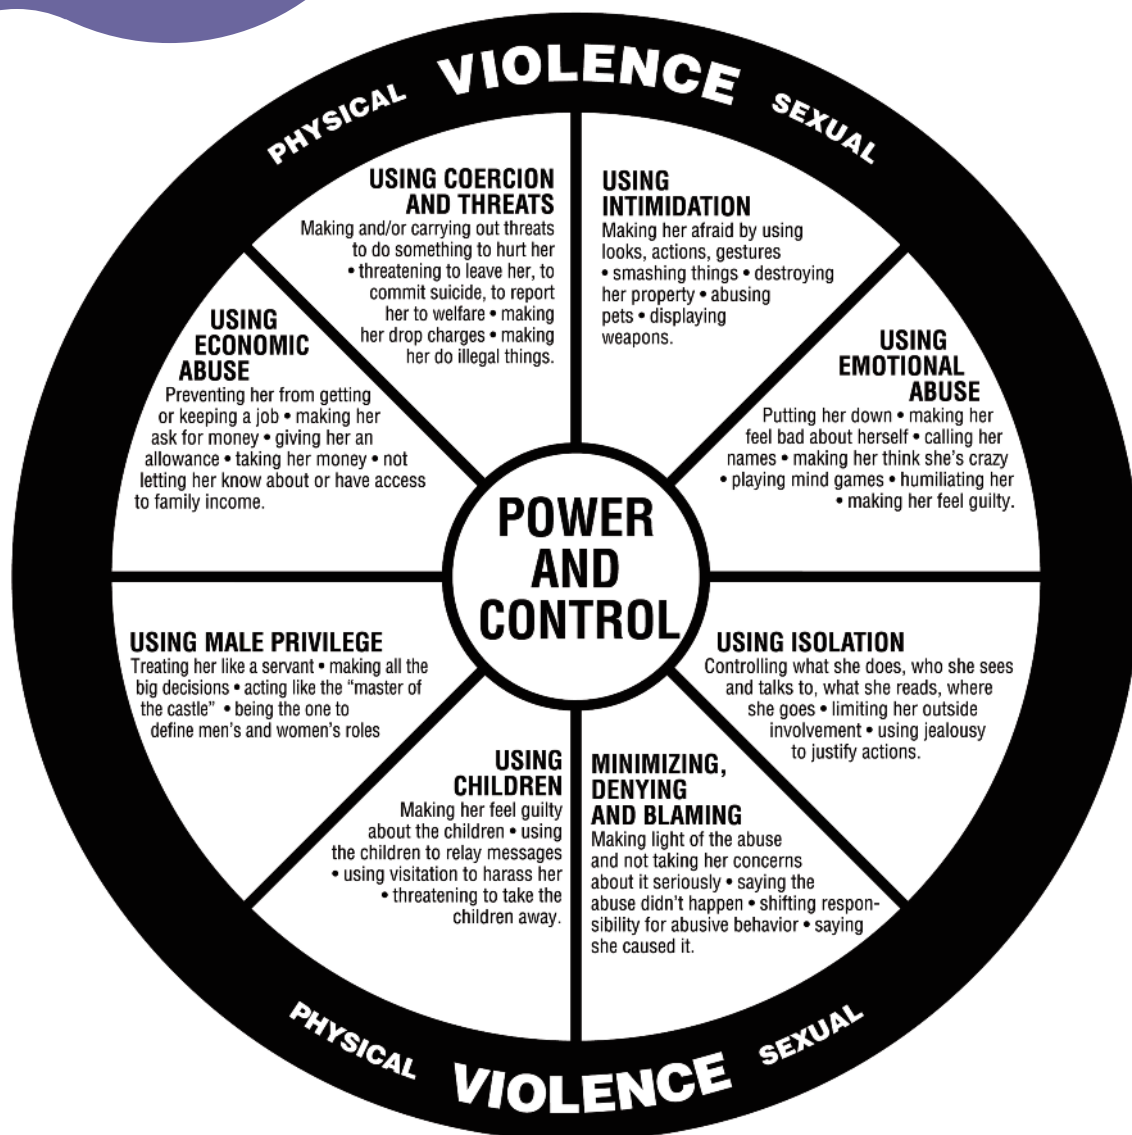 PHYSICAL VIOLENCE SEXUAL
USING COERCION
AND THREATS
Making and/or carrying out threats
to do something to hurt her
• threatening to leave her, to
commit suicide, to report
her to welfare • making
her drop charges • making
her do illegal things.
USING
INTIMIDATION
Making her afraid by using
looks, actions, gestures
• smashing things • destroying
her property • abusing
pets • displaying
weapons.
USING
ECONOMIC
ABUSE
Preventing her from getting
or keeping a job • making her
ask for money • giving her an
allowance • taking her money • not
letting her know about or have access
to family income.
USING
EMOTIONAL
ABUSE
Putting her down • making her
feel bad about herself • calling her
names • making her think she's crazy
• playing mind games • humiliating her
• making her feel guilty.
POWER
AND
CONTROL
USING MALE PRIVILEGE
Treating her like a servant • making all the
big decisions • acting like the “master of
the castle” • being the one to
define men's and women's roles
USING ISOLATION
Controlling what she does, who she sees
and talks to, what she reads, where
she goes • limiting her outside
involvement • using jealousy
to justify actions.
USING
CHILDREN
Making her feel guilty
about the children • using
the children to relay messages
• using visitation to harass her
• threatening to take the
children away.
MINIMIZING,
DENYING
AND BLAMING
Making light of the abuse
and not taking her concerns
about it seriously • saying the
abuse didn't happen • shifting respon-
sibility for abusive behavior • saying
she caused it.
PHYSICAL VIOLENCE SEXUAL